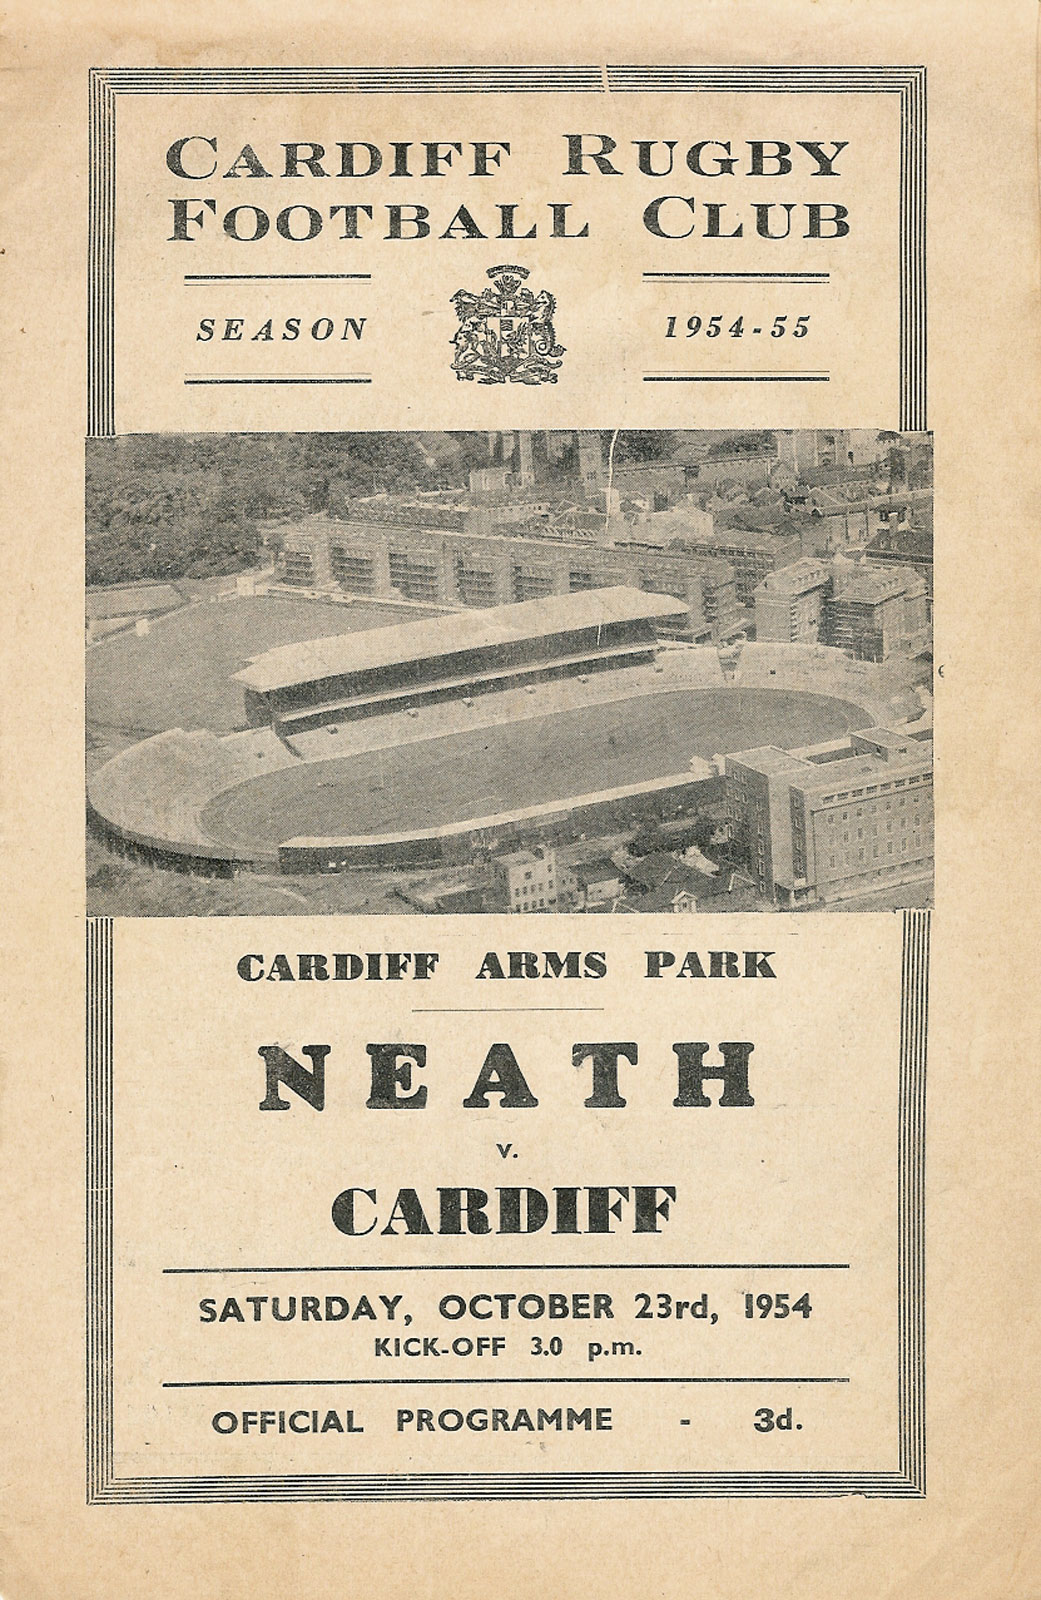 CARDIFF RUGBY
FOOTBALL CLUB
SEASON 1954-55
CARDIFF ARMS PARK
NEATH
v.
CARDIFF
SATURDAY, OCTOBER 23rd, 1954
KICK-OFF 3.0 p.m.
OFFICIAL PROGRAMME - 3d.